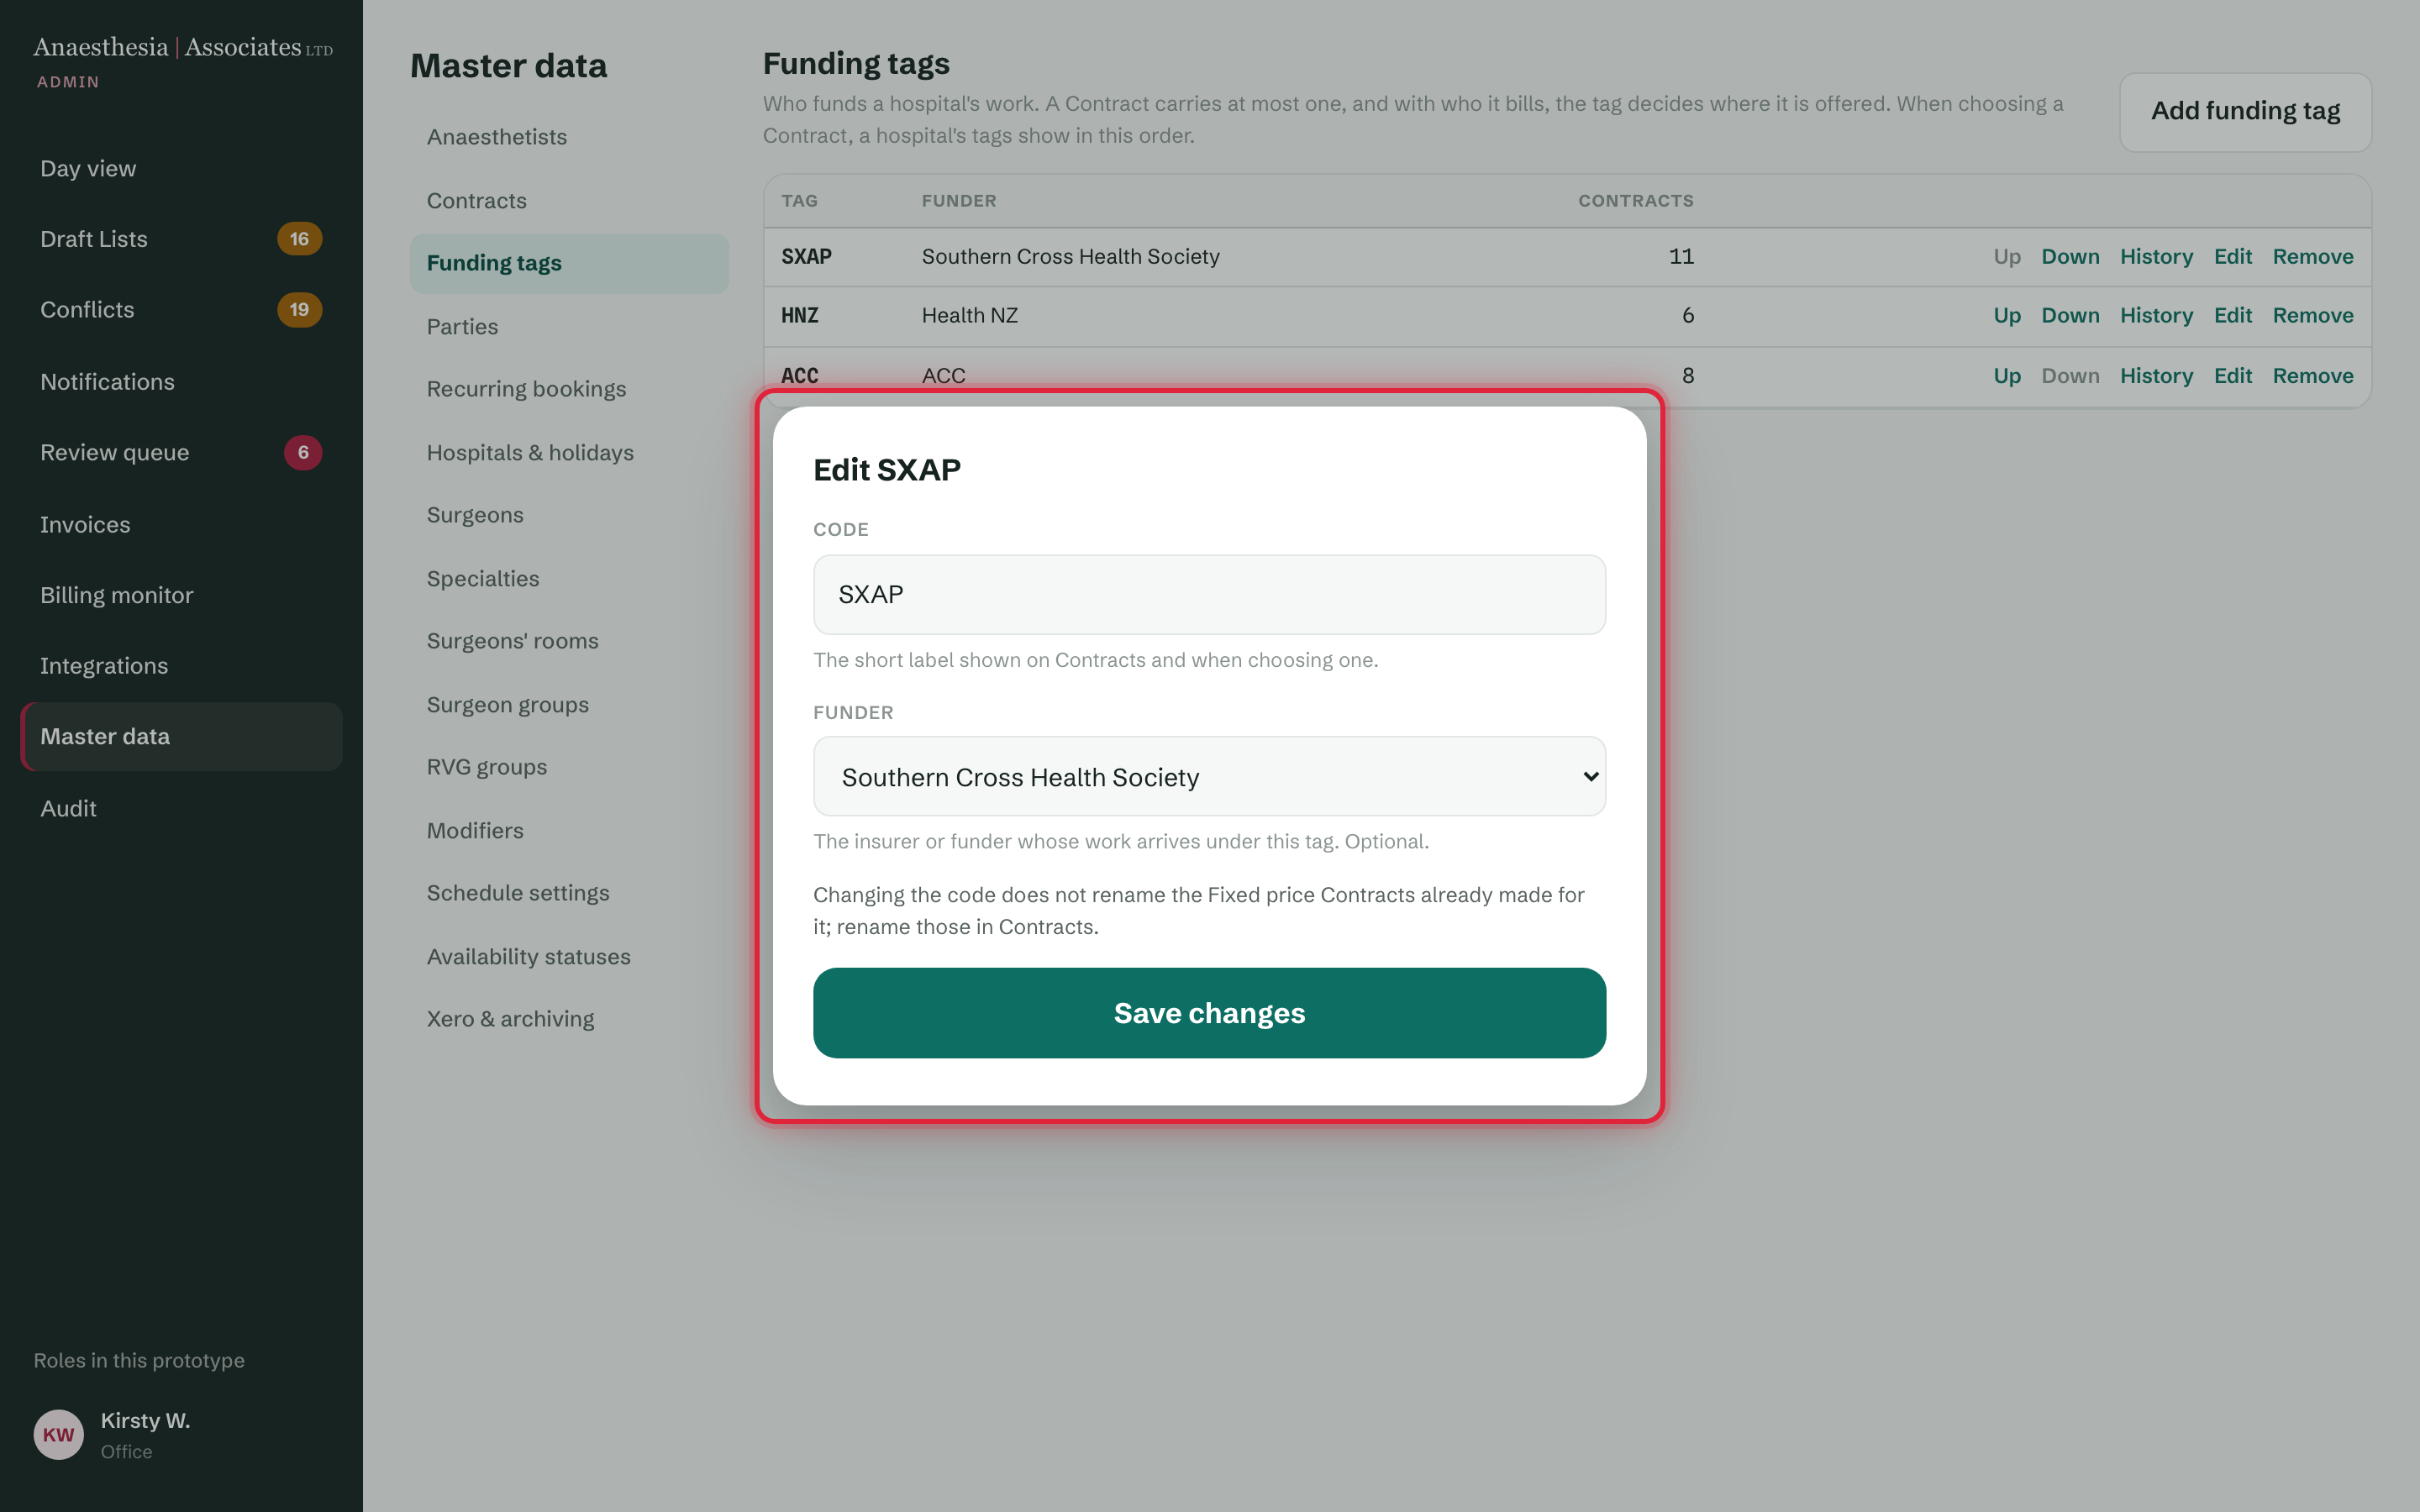 Anaesthesia | Associates LTD
ADMIN
Day view
Draft Lists 16
Conflicts 19
Notifications
Review queue 6
Invoices
Billing monitor
Integrations
Master data
Audit
Roles in this prototype
KW
Kirsty W.
Office
Master data
Anaesthetists
Contracts
Funding tags
Parties
Recurring bookings
Hospitals & holidays
Surgeons
Specialties
Surgeons' rooms
Surgeon groups
RVG groups
Modifiers
Schedule settings
Availability statuses
Xero & archiving
Funding tags
Who funds a hospital's work. A Contract carries at most one, and with who it bills, the tag decides where it is offered. When choosing a
Contract, a hospital's tags show in this order.
Add funding tag
TAG FUNDER CONTRACTS
SXAP Southern Cross Health Society 11 Up Down History Edit Remove
HNZ Health NZ 6 Up Down History Edit Remove
ACC ACC 8 Up Down History Edit Remove
Edit SXAP
CODE
SXAP
The short label shown on Contracts and when choosing one.
FUNDER
Southern Cross Health Society
The insurer or funder whose work arrives under this tag. Optional.
Changing the code does not rename the Fixed price Contracts already made for
it; rename those in Contracts.
Save changes